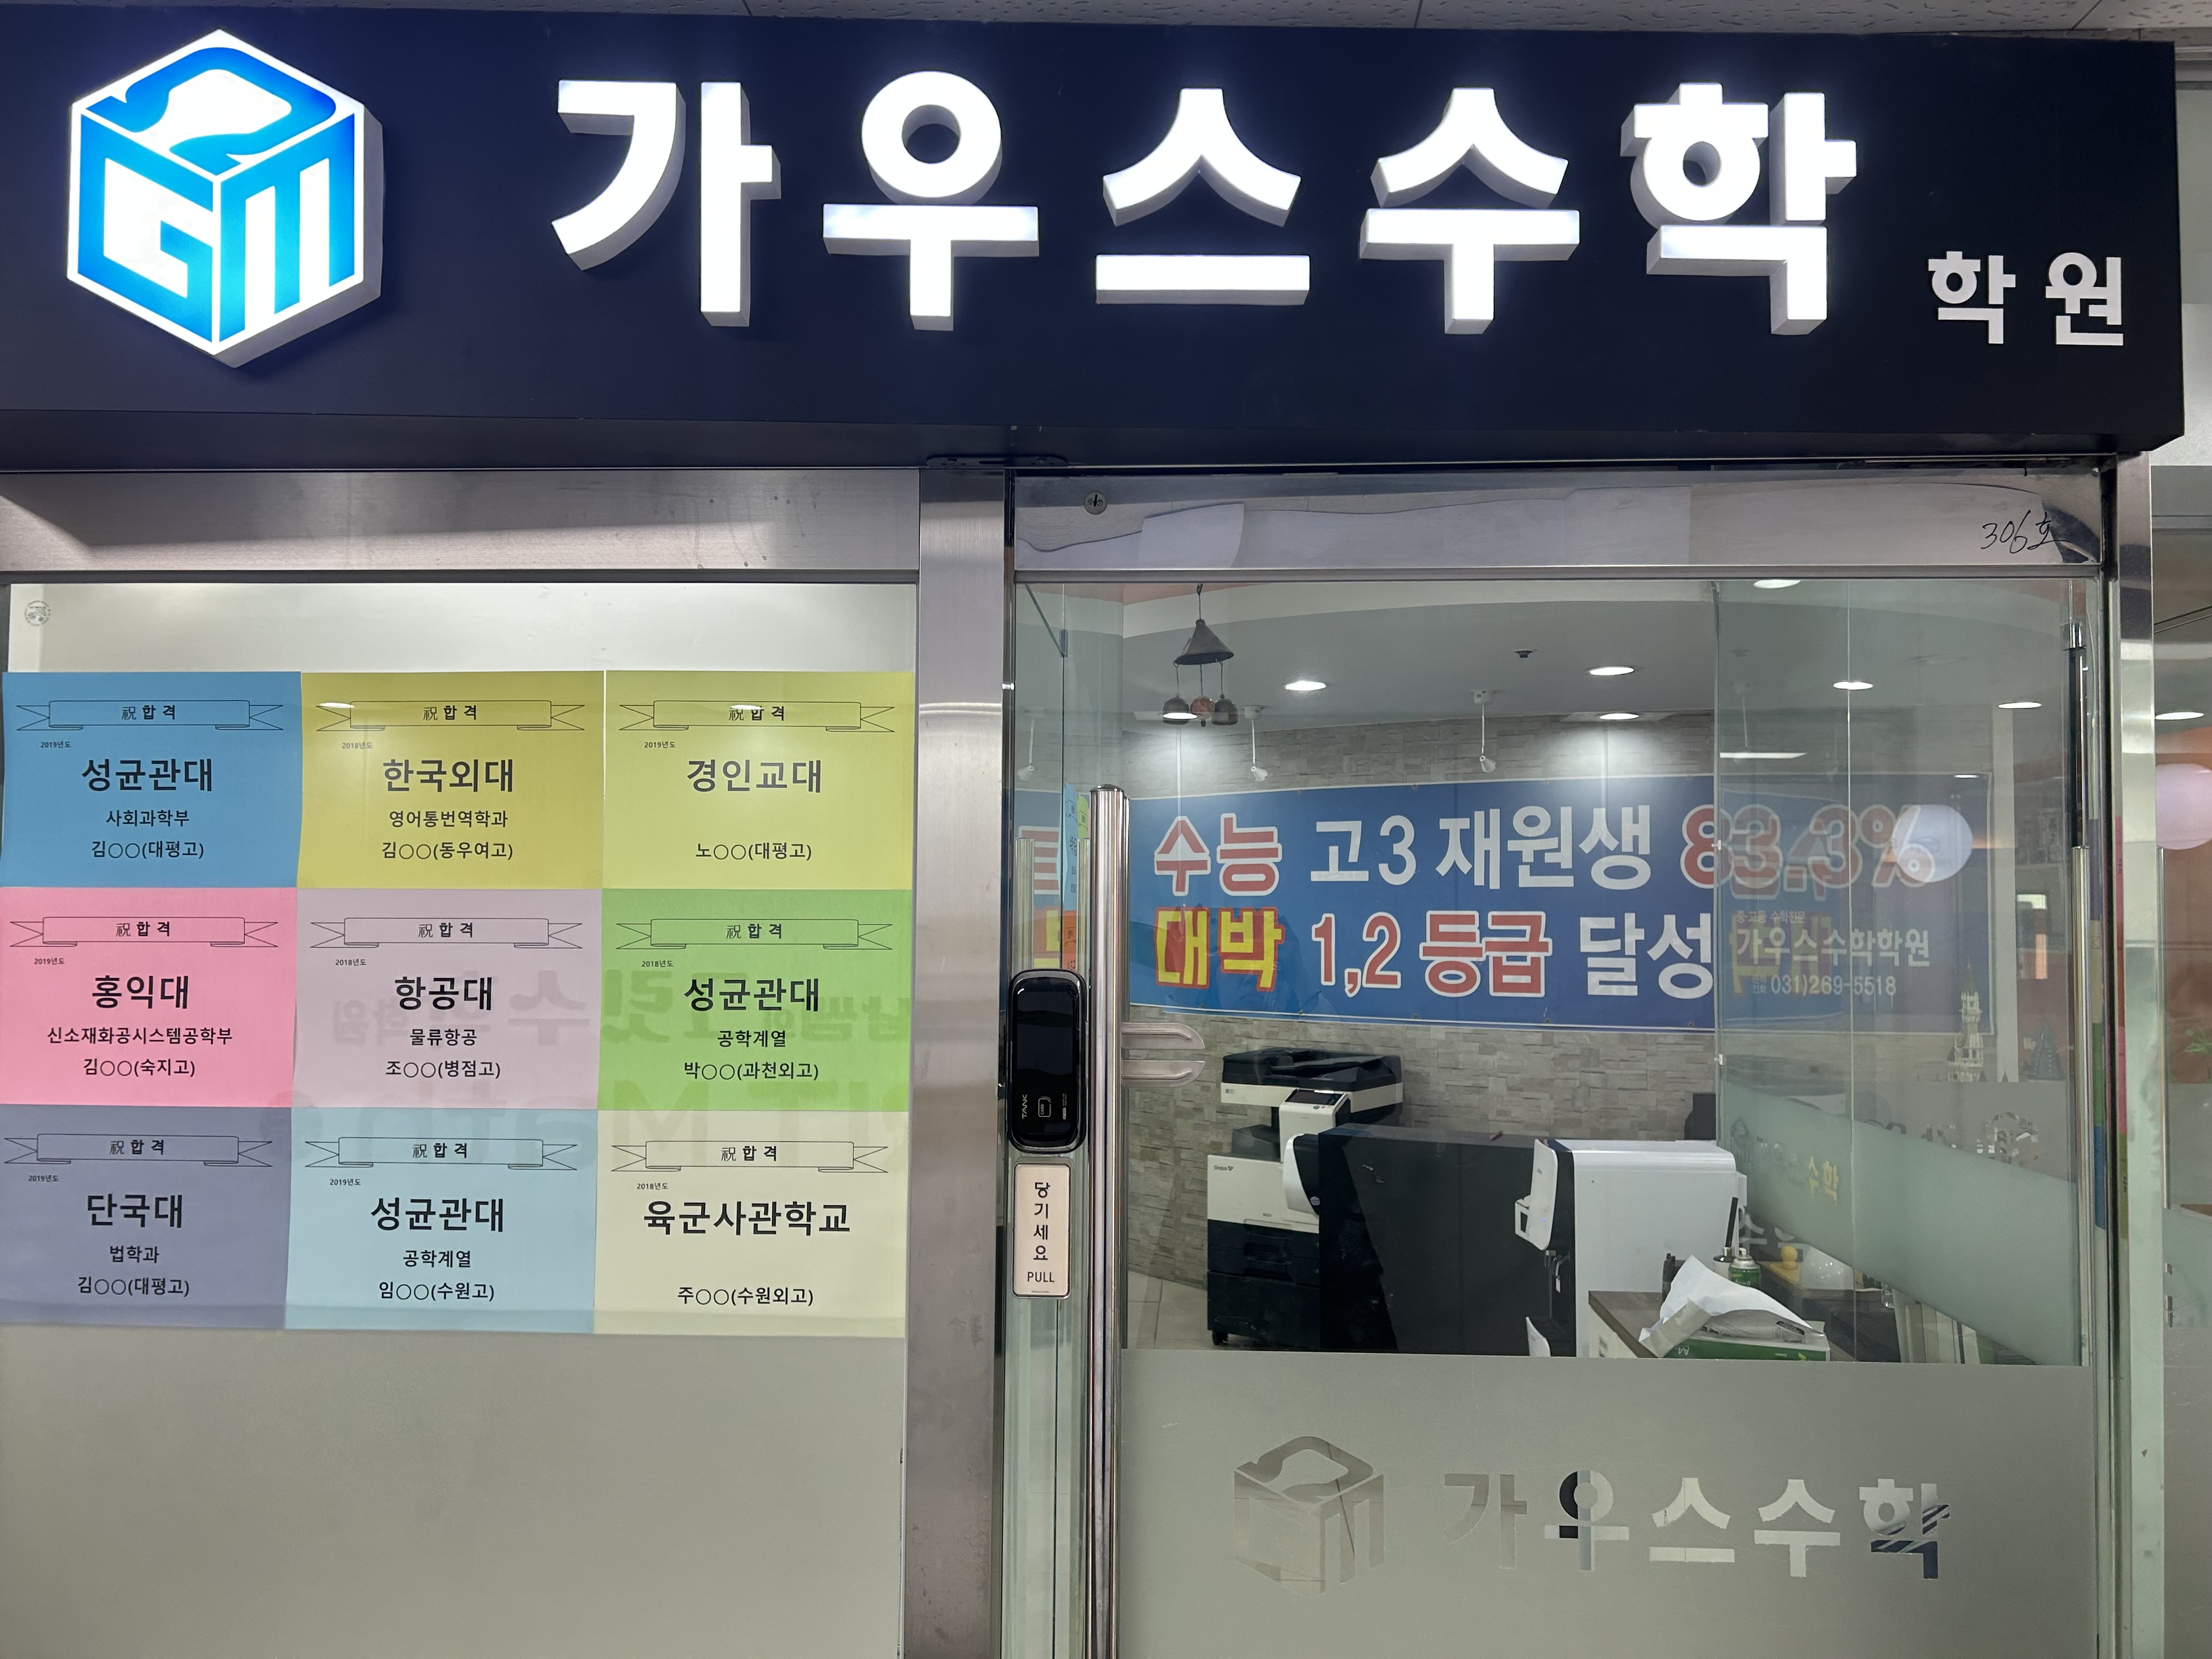 GM
가우스수학 학원
306호
祝 합격
2019년도
성균관대
사회과학부
김○○(대평고)
祝 합격
2018년도
한국외대
영어통번역학과
김○○(동우여고)
祝 합격
2019년도
경인교대
노○○(대평고)
祝 합격
2019년도
홍익대
신소재화공시스템공학부
김○○(숙지고)
祝 합격
2018년도
항공대
물류항공
조○○(병점고)
祝 합격
2018년도
성균관대
공학계열
박○○(과천외고)
祝 합격
2019년도
단국대
법학과
김○○(대평고)
祝 합격
2019년도
성균관대
공학계열
임○○(수원고)
祝 합격
2018년도
육군사관학교
주○○(수원외고)
수능 고3 재원생 83.3%
대박 1,2 등급 달성
중·고등 수학전문
가우스수학학원
031)269-5518
TANK
당기세요
PULL
가우스수학